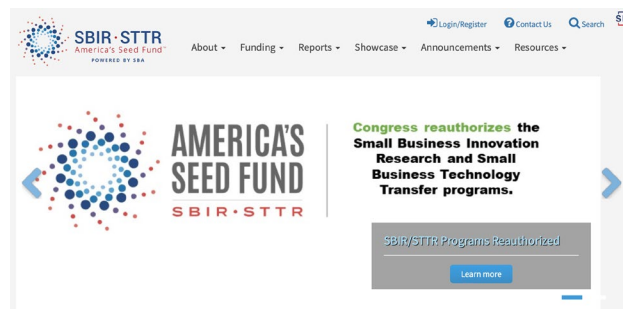 Login/Register
Contact Us
Search
SBIR·STTR
America's Seed Fund™
POWERED BY SBA
About
Funding
Reports
Showcase
Announcements
Resources
AMERICA'S
SEED FUND
SBIR·STTR
Congress reauthorizes the
Small Business Innovation
Research and Small
Business Technology
Transfer programs.
SBIR/STTR Programs Reauthorized
Learn more